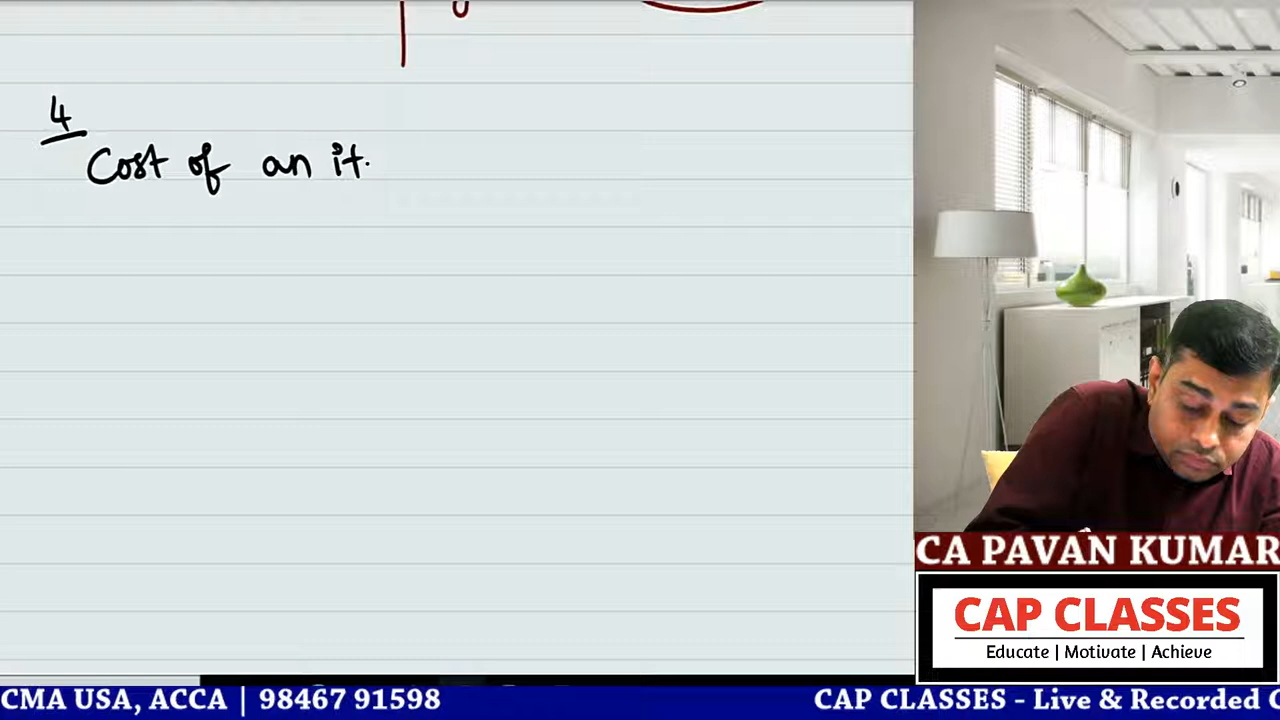 4
Cost of an it.
CA PAVAN KUMAR
CAP CLASSES
Educate | Motivate | Achieve
CMA USA, ACCA | 98467 91598
CAP CLASSES - Live & Recorded C